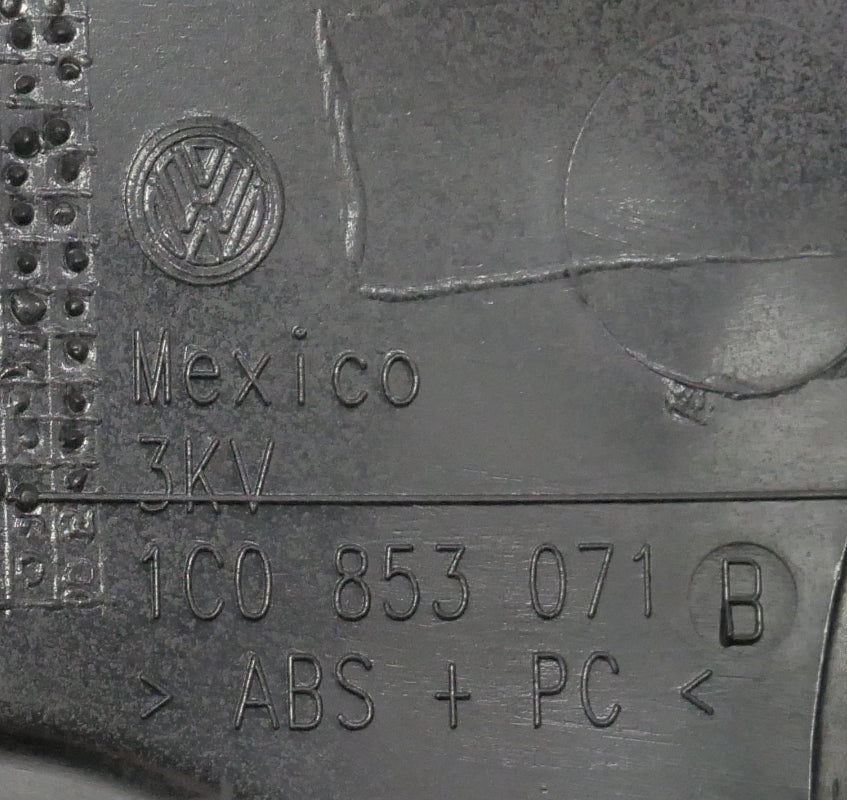 Mexico
3KV
1C0 853 071 B
> ABS + PC <